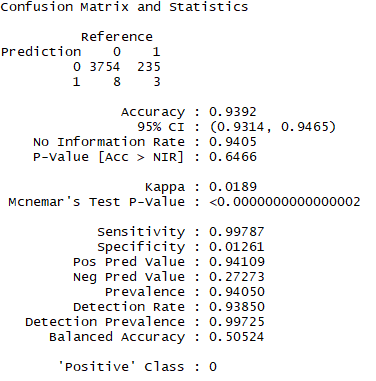 Confusion Matrix and Statistics
Reference
Prediction 0 1
0 3754 235
1 8 3
Accuracy : 0.9392
95% CI : (0.9314, 0.9465)
No Information Rate : 0.9405
P-Value [Acc > NIR] : 0.6466
Kappa : 0.0189
Mcnemar's Test P-Value : <0.0000000000000002
Sensitivity : 0.99787
Specificity : 0.01261
Pos Pred Value : 0.94109
Neg Pred Value : 0.27273
Prevalence : 0.94050
Detection Rate : 0.93850
Detection Prevalence : 0.99725
Balanced Accuracy : 0.50524
'Positive' Class : 0